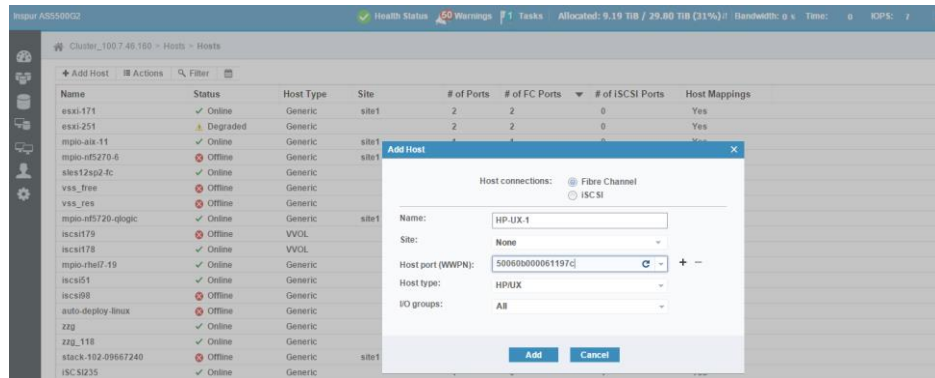 Inspur AS5500G2 Health Status 50 Warnings 1 Tasks Allocated: 9.19 TiB / 29.80 TiB (31%) Bandwidth: 0 s Time: 0 IOPS: 7
Cluster_100.7.46.160 > Hosts > Hosts
Add Host Actions Filter
Name Status Host Type Site # of Ports # of FC Ports # of iSCSI Ports Host Mappings
esxi-171 Online Generic site1 2 2 0 Yes
esxi-251 Degraded Generic 2 2 0 Yes
mpio-aix-11 Online Generic site1
mpio-nf5270-6 Offline Generic site1
sles12sp2-fc Online Generic
vss_free Offline Generic
vss_res Offline Generic
mpio-nf5720-qlogic Online Generic site1
iscsi179 Offline VVOL
iscsi178 Online VVOL
mpio-rhel7-19 Online Generic
iscsi51 Online Generic
iscsi98 Offline Generic
auto-deploy-linux Offline Generic
zzg Online Generic
zzg_118 Online Generic
stack-102-09667240 Offline Generic site1
iSCSI235 Online Generic
Add Host
Host connections: Fibre Channel
iSCSI
Name: HP-UX-1
Site: None
Host port (WWPN): 50060b000061197c
Host type: HP/UX
I/O groups: All
Add Cancel